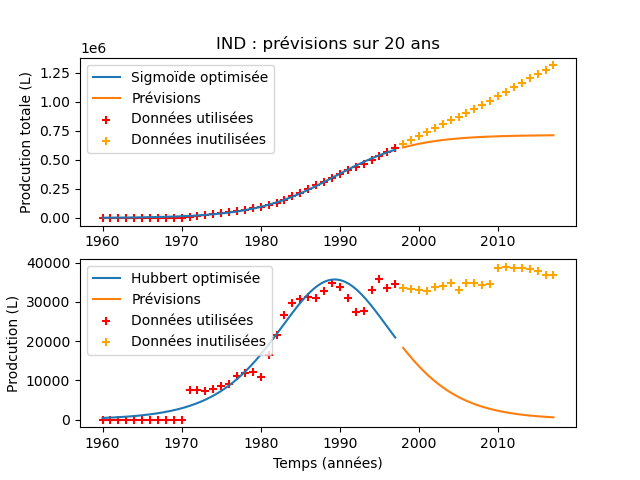 IND : prévisions sur 20 ans
1e6
Prodcution totale (L)
1.25
1.00
0.75
0.50
0.25
0.00
Sigmoïde optimisée
Prévisions
Données utilisées
Données inutilisées
1960 1970 1980 1990 2000 2010
Prodcution (L)
40000
30000
20000
10000
0
Hubbert optimisée
Prévisions
Données utilisées
Données inutilisées
1960 1970 1980 1990 2000 2010
Temps (années)